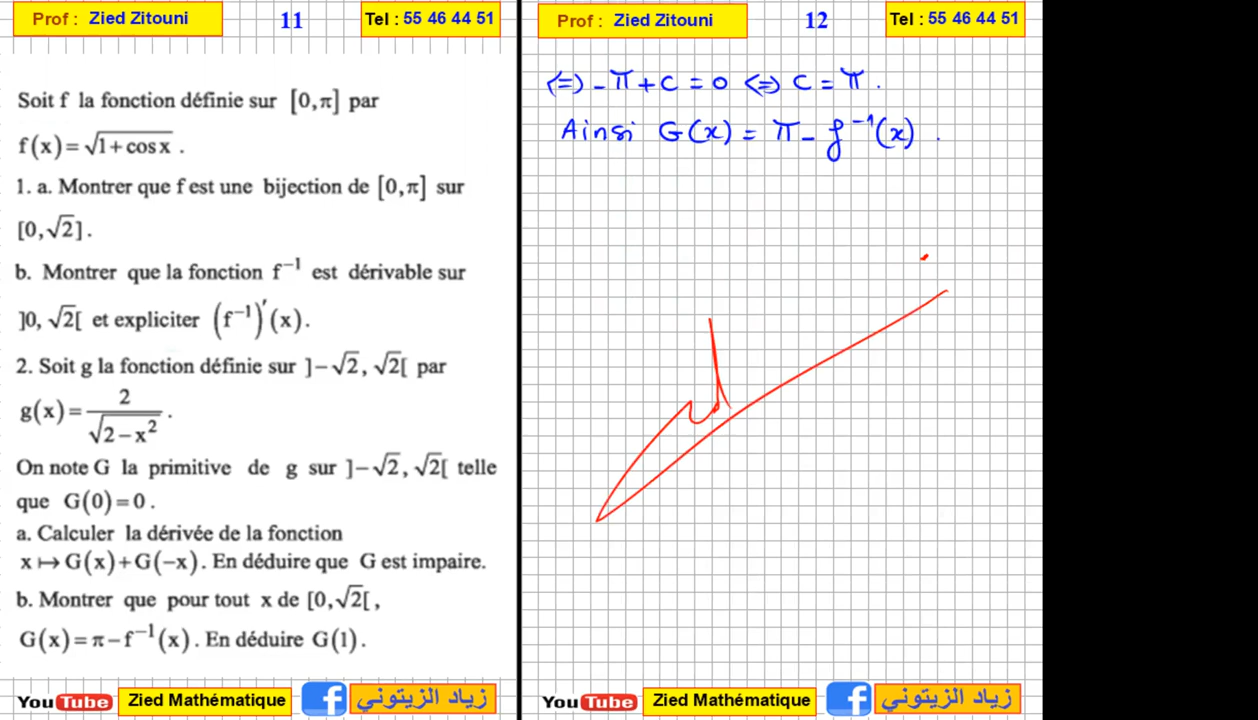 Prof : Zied Zitouni
11
Tel : 55 46 44 51
Soit f la fonction définie sur [0,π] par
f(x)=√(1+cosx) .
1. a. Montrer que f est une bijection de [0,π] sur
[0,√2] .
b. Montrer que la fonction f⁻¹ est dérivable sur
]0, √2[ et expliciter (f⁻¹)′(x).
2. Soit g la fonction définie sur ]−√2, √2[ par
g(x)=2/√(2−x²) .
On note G la primitive de g sur ]−√2, √2[ telle
que G(0)=0 .
a. Calculer la dérivée de la fonction
x↦G(x)+G(−x). En déduire que G est impaire.
b. Montrer que pour tout x de [0,√2[ ,
G(x)=π−f⁻¹(x). En déduire G(1).
You Tube
Zied Mathématique
f
زياد الزيتوني
Prof : Zied Zitouni
12
Tel : 55 46 44 51
⇔ -π+c=0 ⇔ c=π.
Ainsi G(x)= π- f⁻¹(x) .
You Tube
Zied Mathématique
f
زياد الزيتوني